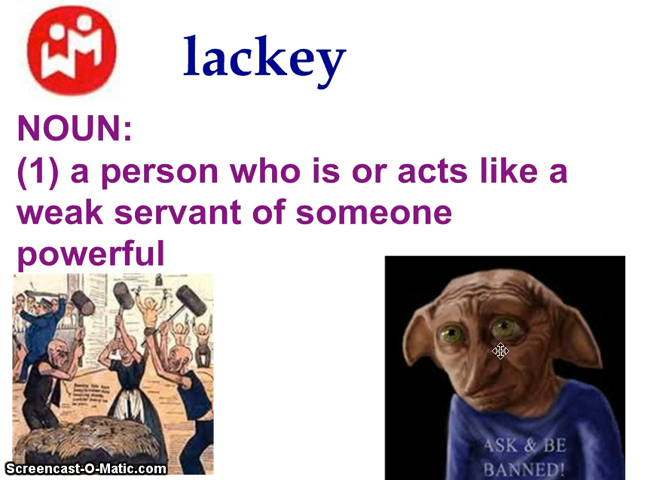 lackey
NOUN:
(1) a person who is or acts like a
weak servant of someone
powerful
ASK & BE
BANNED!
Screencast-O-Matic.com